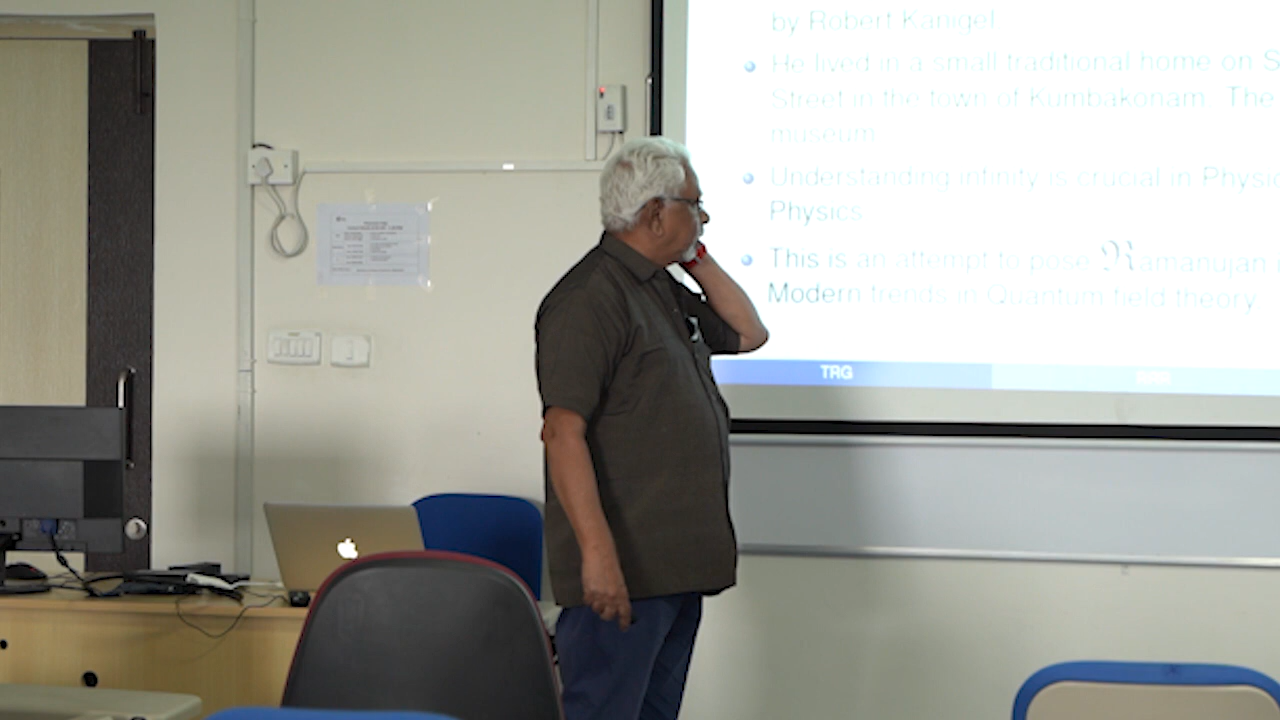 by Robert Kanigel.
He lived in a small traditional home on S
Street in the town of Kumbakonam. The
museum.
Understanding infinity is crucial in Physic
Physics
This is an attempt to pose ℜamanujan i
Modern trends in Quantum field theory
TRG